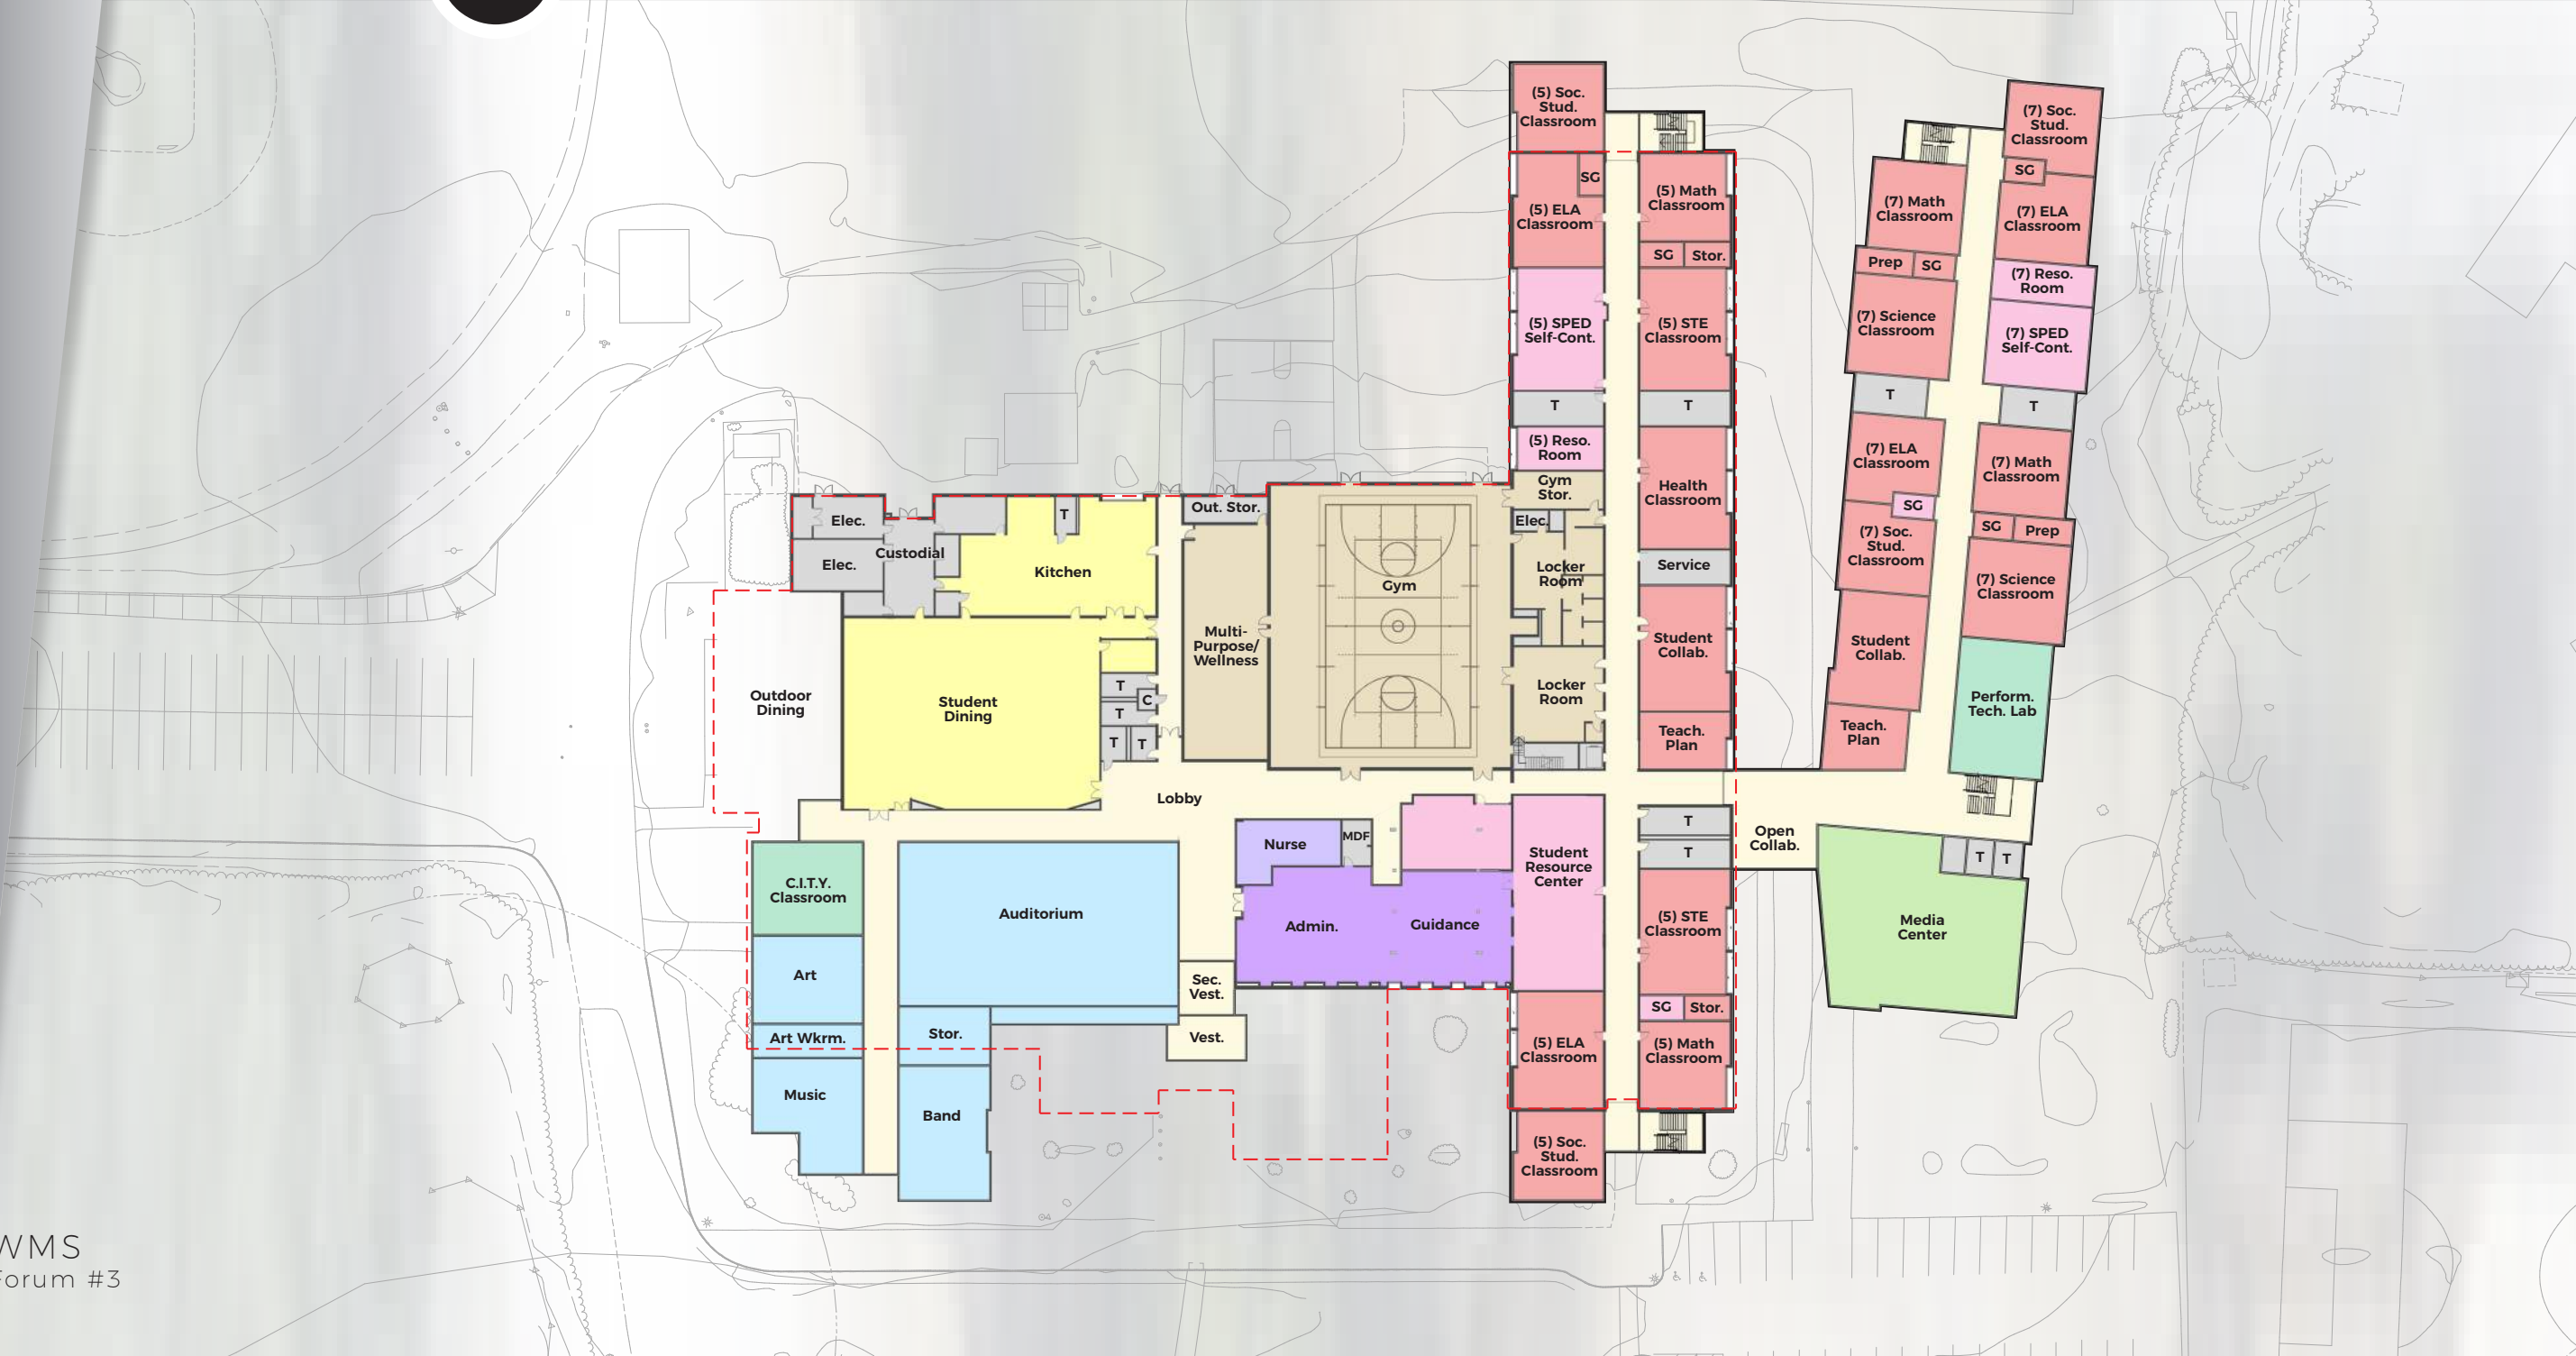 (5) Soc.
Stud.
Classroom
(5) ELA
Classroom
SG
(5) Math
Classroom
SG
Stor.
(5) SPED
Self-Cont.
(5) STE
Classroom
T
T
(5) Reso.
Room
Health
Classroom
Gym
Stor.
Elec.
Locker
Room
Service
Student
Collab.
Locker
Room
Teach.
Plan
(7) Soc.
Stud.
Classroom
SG
(7) Math
Classroom
(7) ELA
Classroom
Prep
SG
(7) Reso.
Room
(7) Science
Classroom
(7) SPED
Self-Cont.
T
T
(7) ELA
Classroom
(7) Math
Classroom
SG
(7) Soc.
Stud.
Classroom
SG
Prep
(7) Science
Classroom
Student
Collab.
Perform.
Tech. Lab
Teach.
Plan
Elec.
Elec.
Custodial
T
Kitchen
Out. Stor.
Multi-
Purpose/
Wellness
Gym
Outdoor
Dining
Student
Dining
T
C
T
T
T
Lobby
Nurse
MDF
Student
Resource
Center
T
T
Open
Collab.
T
T
Media
Center
C.I.T.Y.
Classroom
Auditorium
Admin.
Guidance
(5) STE
Classroom
Art
Sec.
Vest.
SG
Stor.
Art Wkrm.
Stor.
Vest.
(5) ELA
Classroom
(5) Math
Classroom
Music
Band
(5) Soc.
Stud.
Classroom
WMS
Forum #3